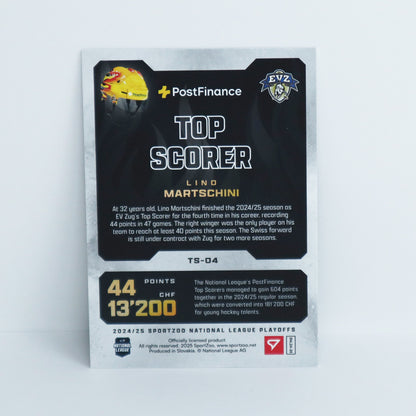 PostFinance
EVZ
TOP
SCORER
LINO
MARTSCHINI
At 32 years old, Lino Martschini finished the 2024/25 season as
EV Zug's Top Scorer for the fourth time in his career, recording
44 points in 47 games. The right winger was the only player on his
team to reach at least 40 points this season. The Swiss forward
is still under contract with Zug for two more seasons.
TS-04
44 POINTS
CHF
13'200
The National League's PostFinance
Top Scorers managed to gain 604 points
together in the 2024/25 regular season,
which were converted into 181'200 CHF
for young hockey talents.
2024/25 SPORTZOO NATIONAL LEAGUE PLAYOFFS
NATIONAL
LEAGUE
Officially licensed product
All rights reserved. 2025 SportZoo, www.sportzoo.net
Produced in Slovakia. © National League AG